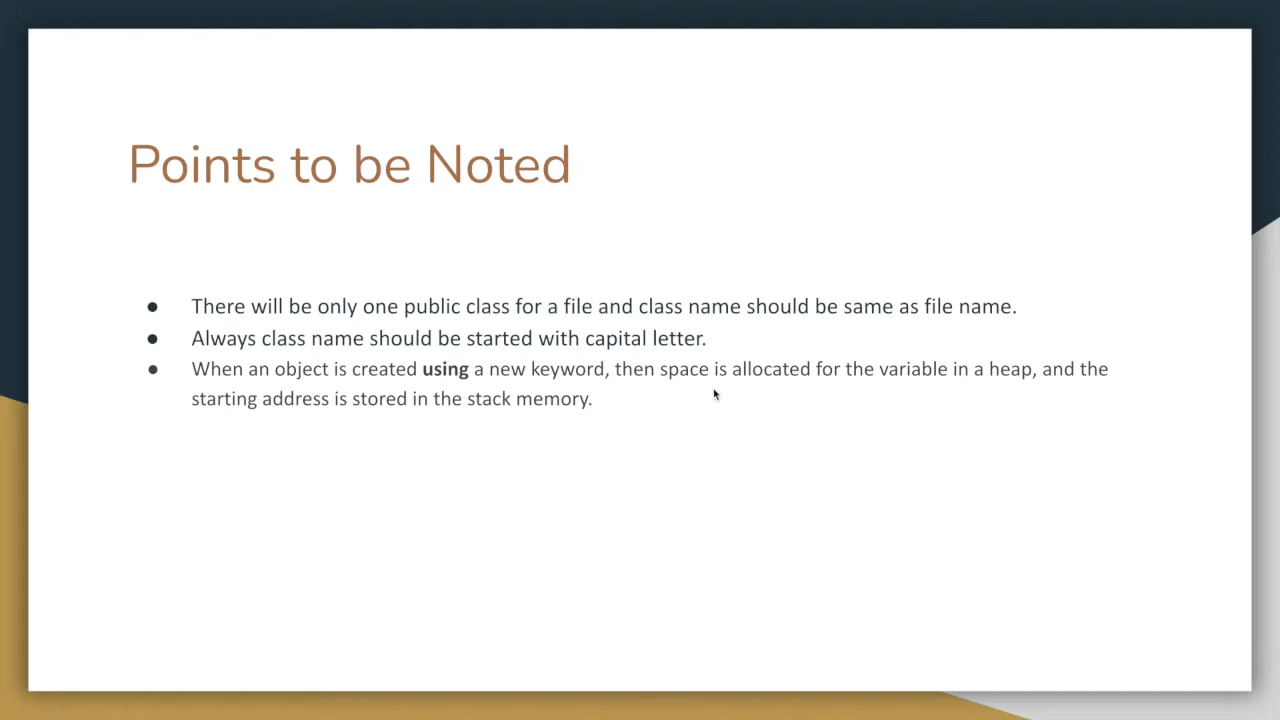 Points to be Noted
● There will be only one public class for a file and class name should be same as file name.
● Always class name should be started with capital letter.
● When an object is created using a new keyword, then space is allocated for the variable in a heap, and the
starting address is stored in the stack memory.